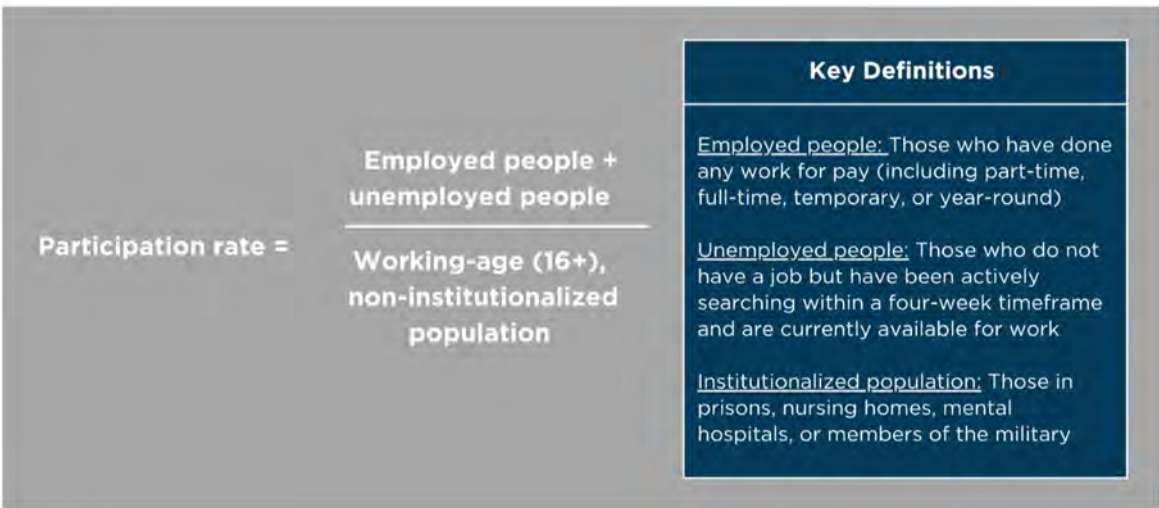 Participation rate =
Employed people +
unemployed people
Working-age (16+),
non-institutionalized
population
Key Definitions
Employed people: Those who have done
any work for pay (including part-time,
full-time, temporary, or year-round)
Unemployed people: Those who do not
have a job but have been actively
searching within a four-week timeframe
and are currently available for work
Institutionalized population: Those in
prisons, nursing homes, mental
hospitals, or members of the military